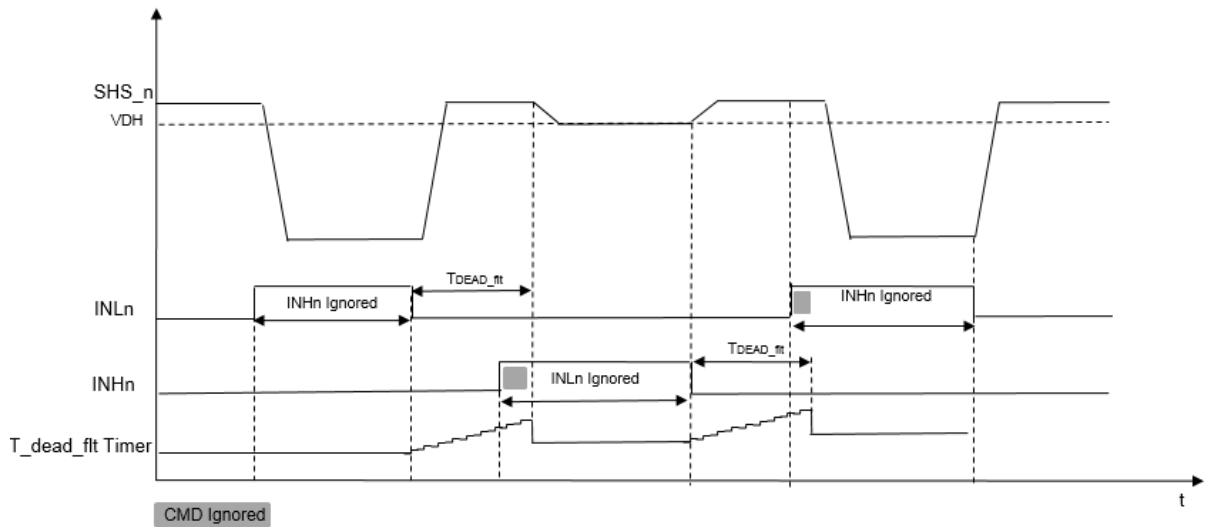 SHS_n
VDH
TDEAD_flt
INLn
INHn Ignored
INHn Ignored
TDEAD_flt
INHn
INLn Ignored
T_dead_flt Timer
t
CMD Ignored